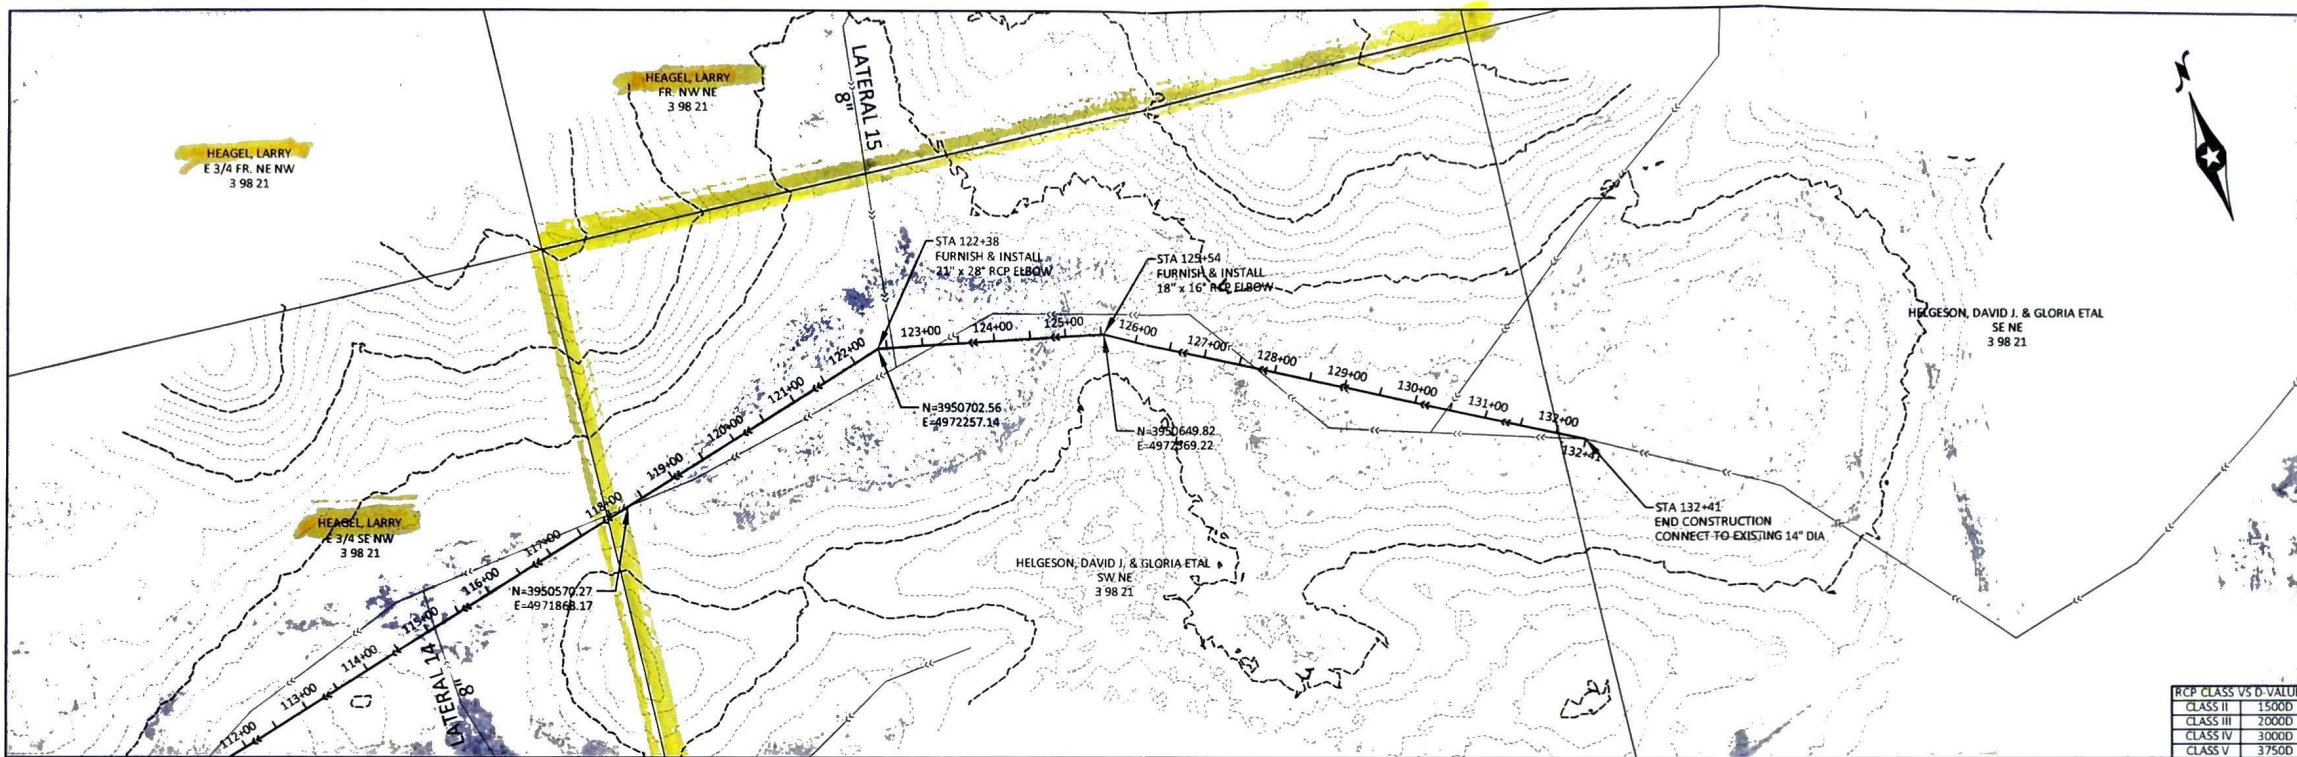 HEAGEL, LARRY
FR. NW NE
3 98 21
LATERAL 15
8"
N
HEAGEL, LARRY
E 3/4 FR. NE NW
3 98 21
STA 122+38
FURNISH & INSTALL
21" x 28° RCP ELBOW
STA 125+54
FURNISH & INSTALL
18" x 16° RCP ELBOW
HELGESON, DAVID J. & GLORIA ETAL
SE NE
3 98 21
112+00
113+00
114+00
115+00
116+00
117+00
118+00
119+00
120+00
121+00
122+00
123+00
124+00
125+00
126+00
127+00
128+00
129+00
130+00
131+00
132+00
132+41
N=3950702.56
E=4972257.14
N=3950649.82
E=4972569.22
STA 132+41
END CONSTRUCTION
CONNECT TO EXISTING 14" DIA
HEAGEL, LARRY
E 3/4 SE NW
3 98 21
HELGESON, DAVID J. & GLORIA ETAL
SW NE
3 98 21
N=3950570.27
E=4971868.17
LATERAL 14
8"
RCP CLASS VS D-VALUE
CLASS II 1500D
CLASS III 2000D
CLASS IV 3000D
CLASS V 3750D